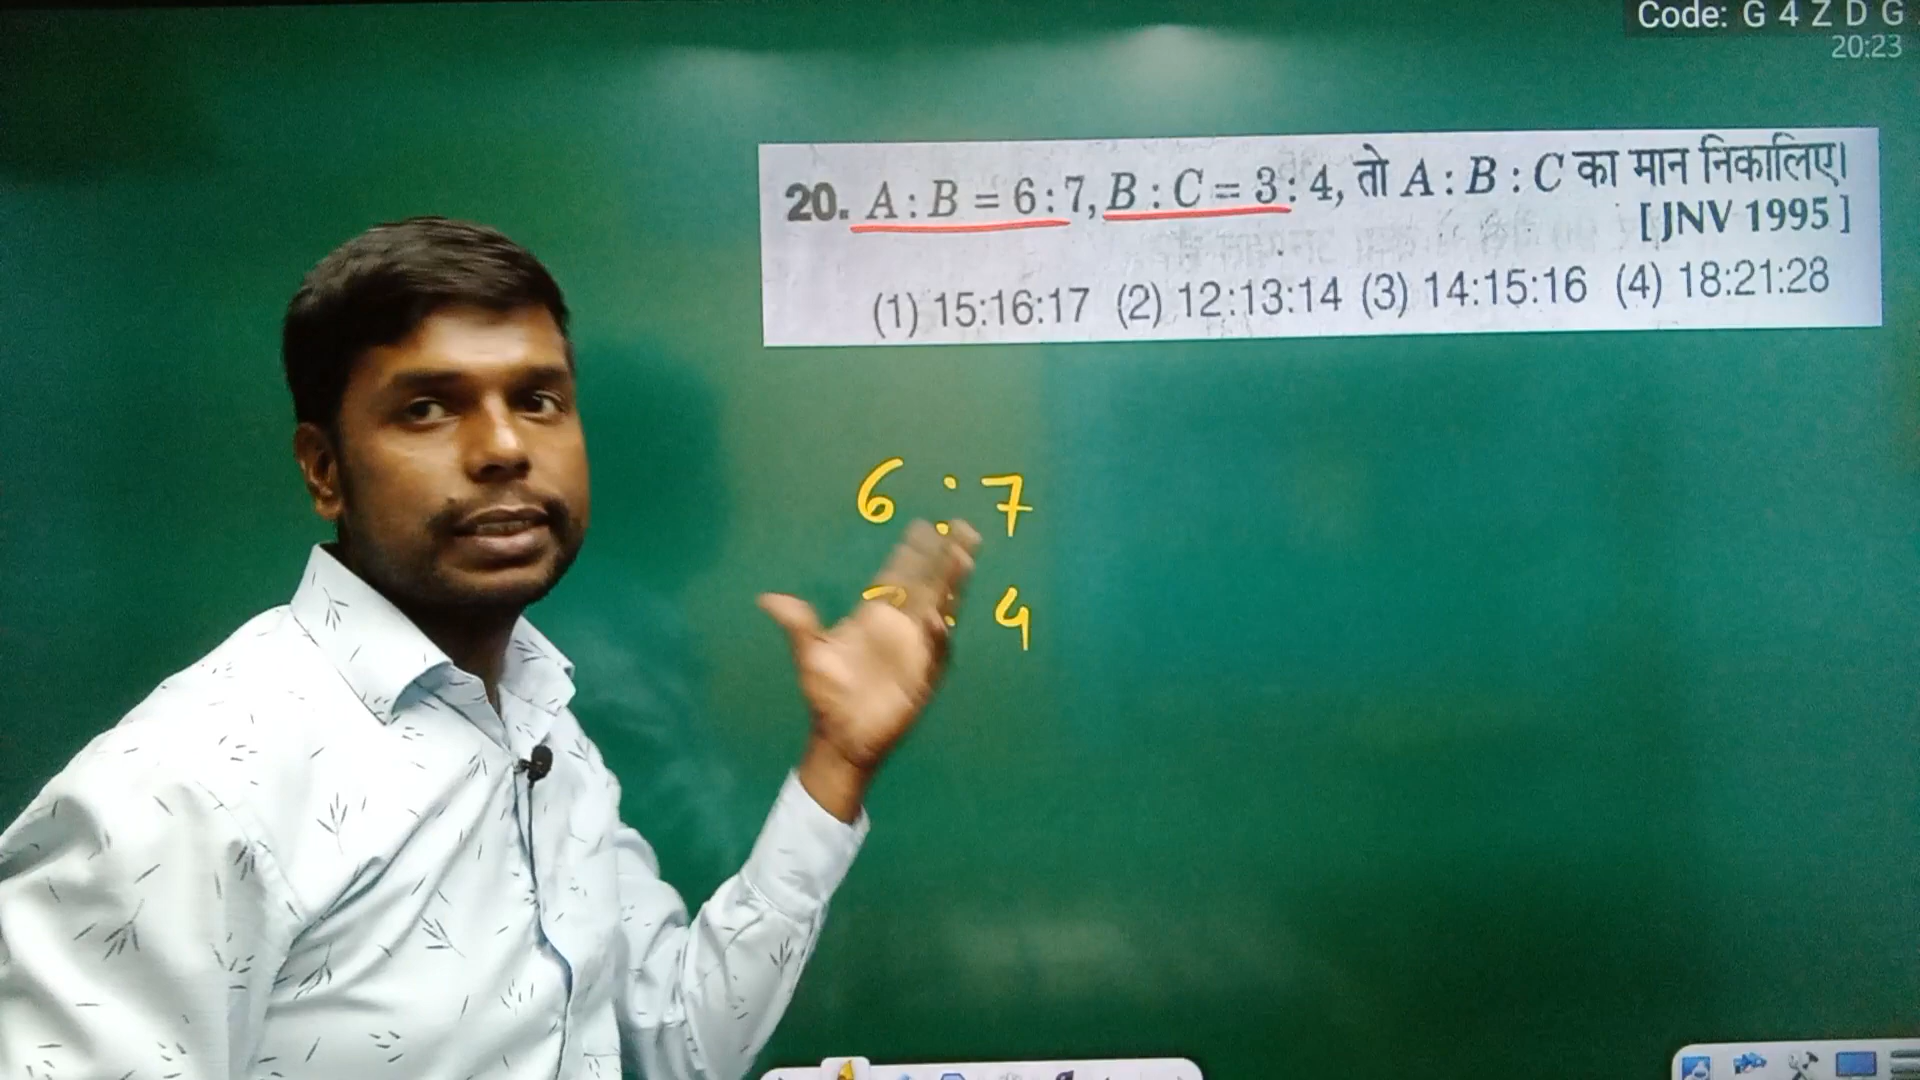 Code: G 4 Z D G
20:23
20. A : B = 6 : 7, B : C = 3 : 4, तो A : B : C का मान निकालिए।
[ JNV 1995 ]
(1) 15:16:17 (2) 12:13:14 (3) 14:15:16 (4) 18:21:28
6 : 7
: 4